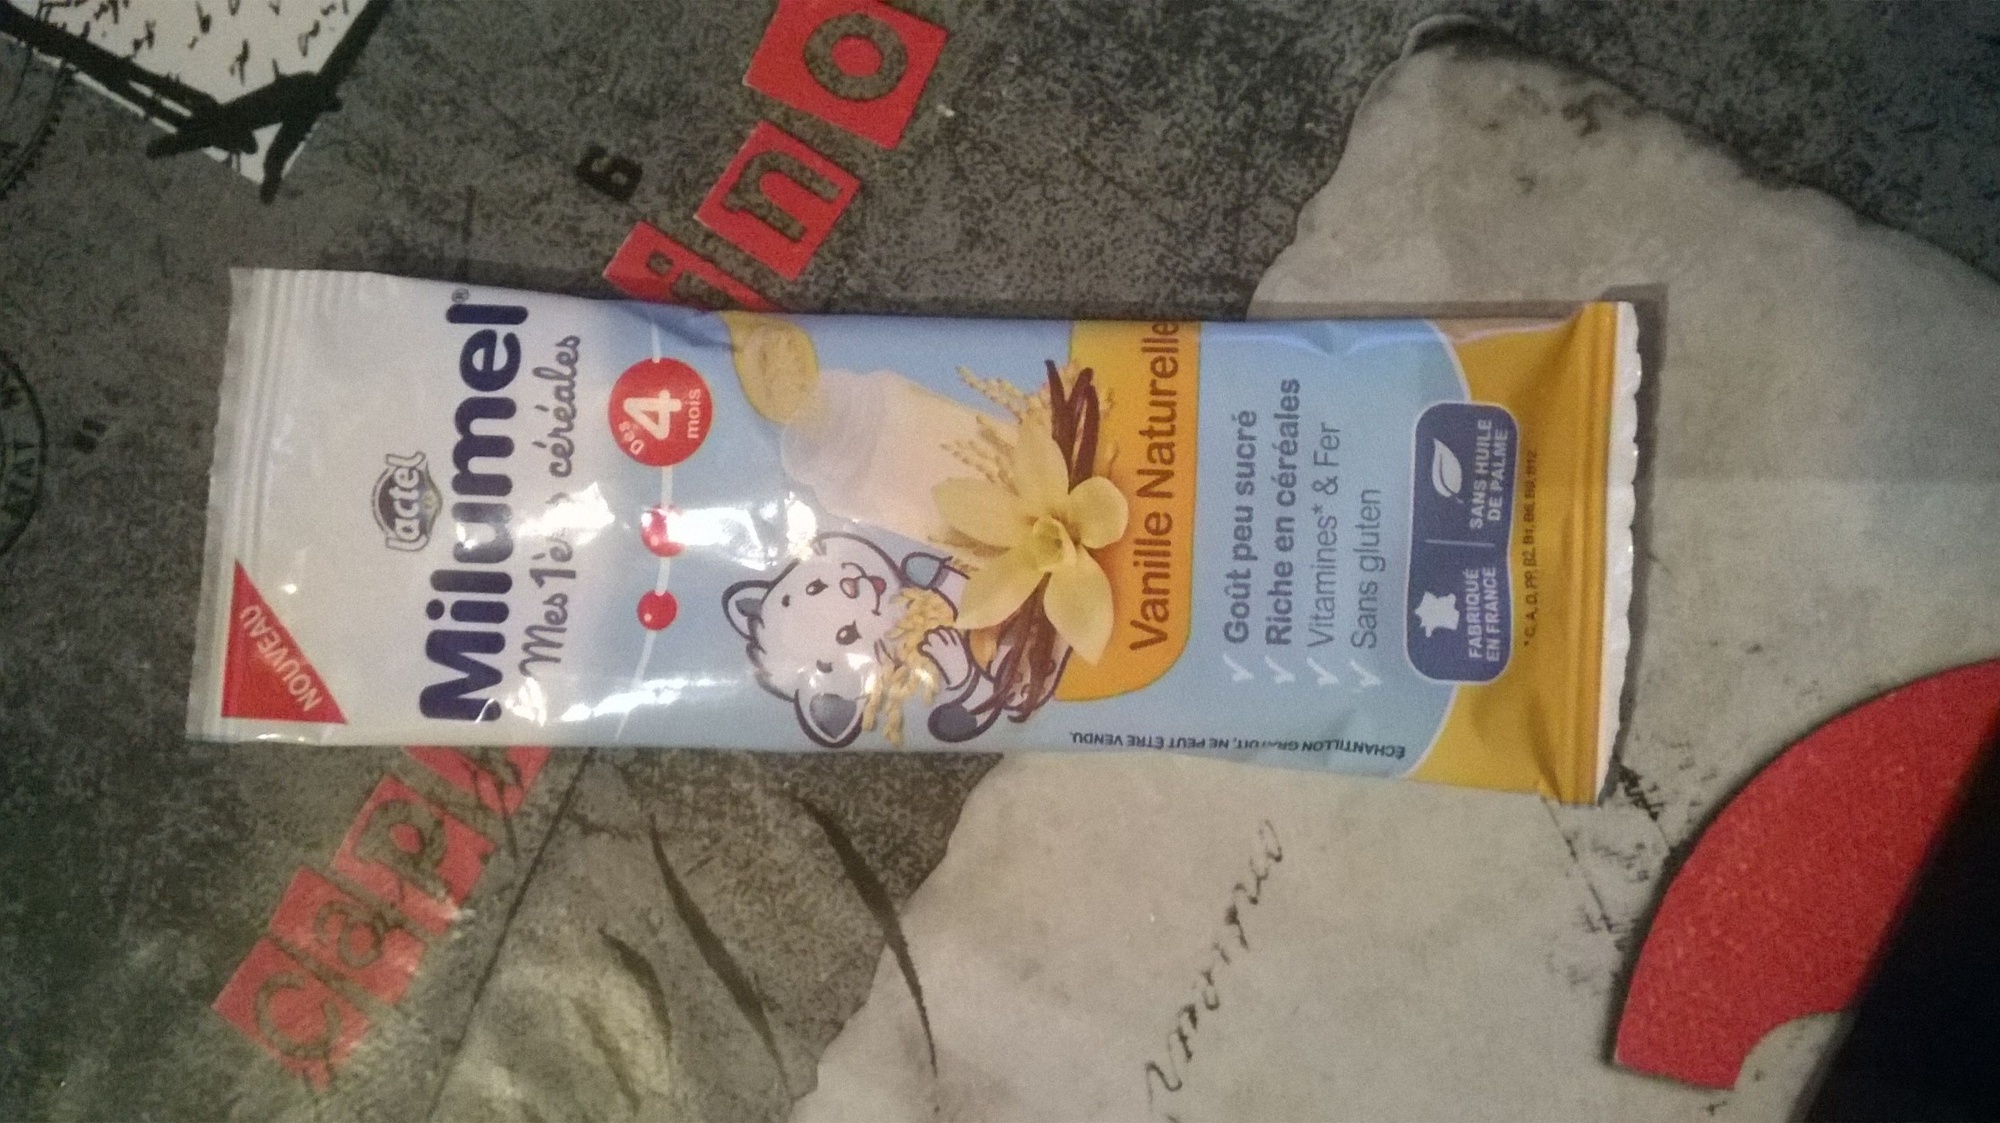 NOUVEAU
lactel
Milumel®
Mes 1è céréales
Dès
4
mois
Vanille Naturelle
Goût peu sucré
Riche en céréales
Vitamines* & Fer
Sans gluten
FABRIQUÉ
EN FRANCE
SANS HUILE
DE PALME
ÉCHANTILLON GRATUIT, NE PEUT ÊTRE VENDU.